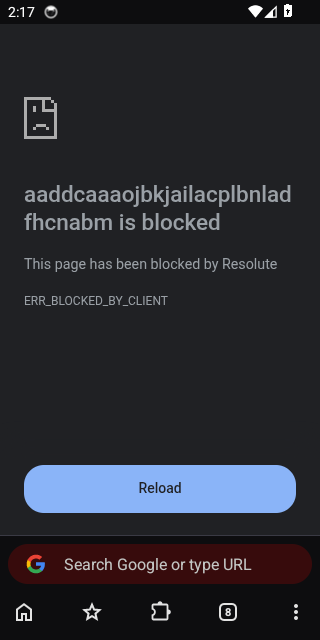 2:17
aaddcaaaojbkjailacplbnlad
fhcnabm is blocked
This page has been blocked by Resolute
ERR_BLOCKED_BY_CLIENT
Reload
Search Google or type URL
8